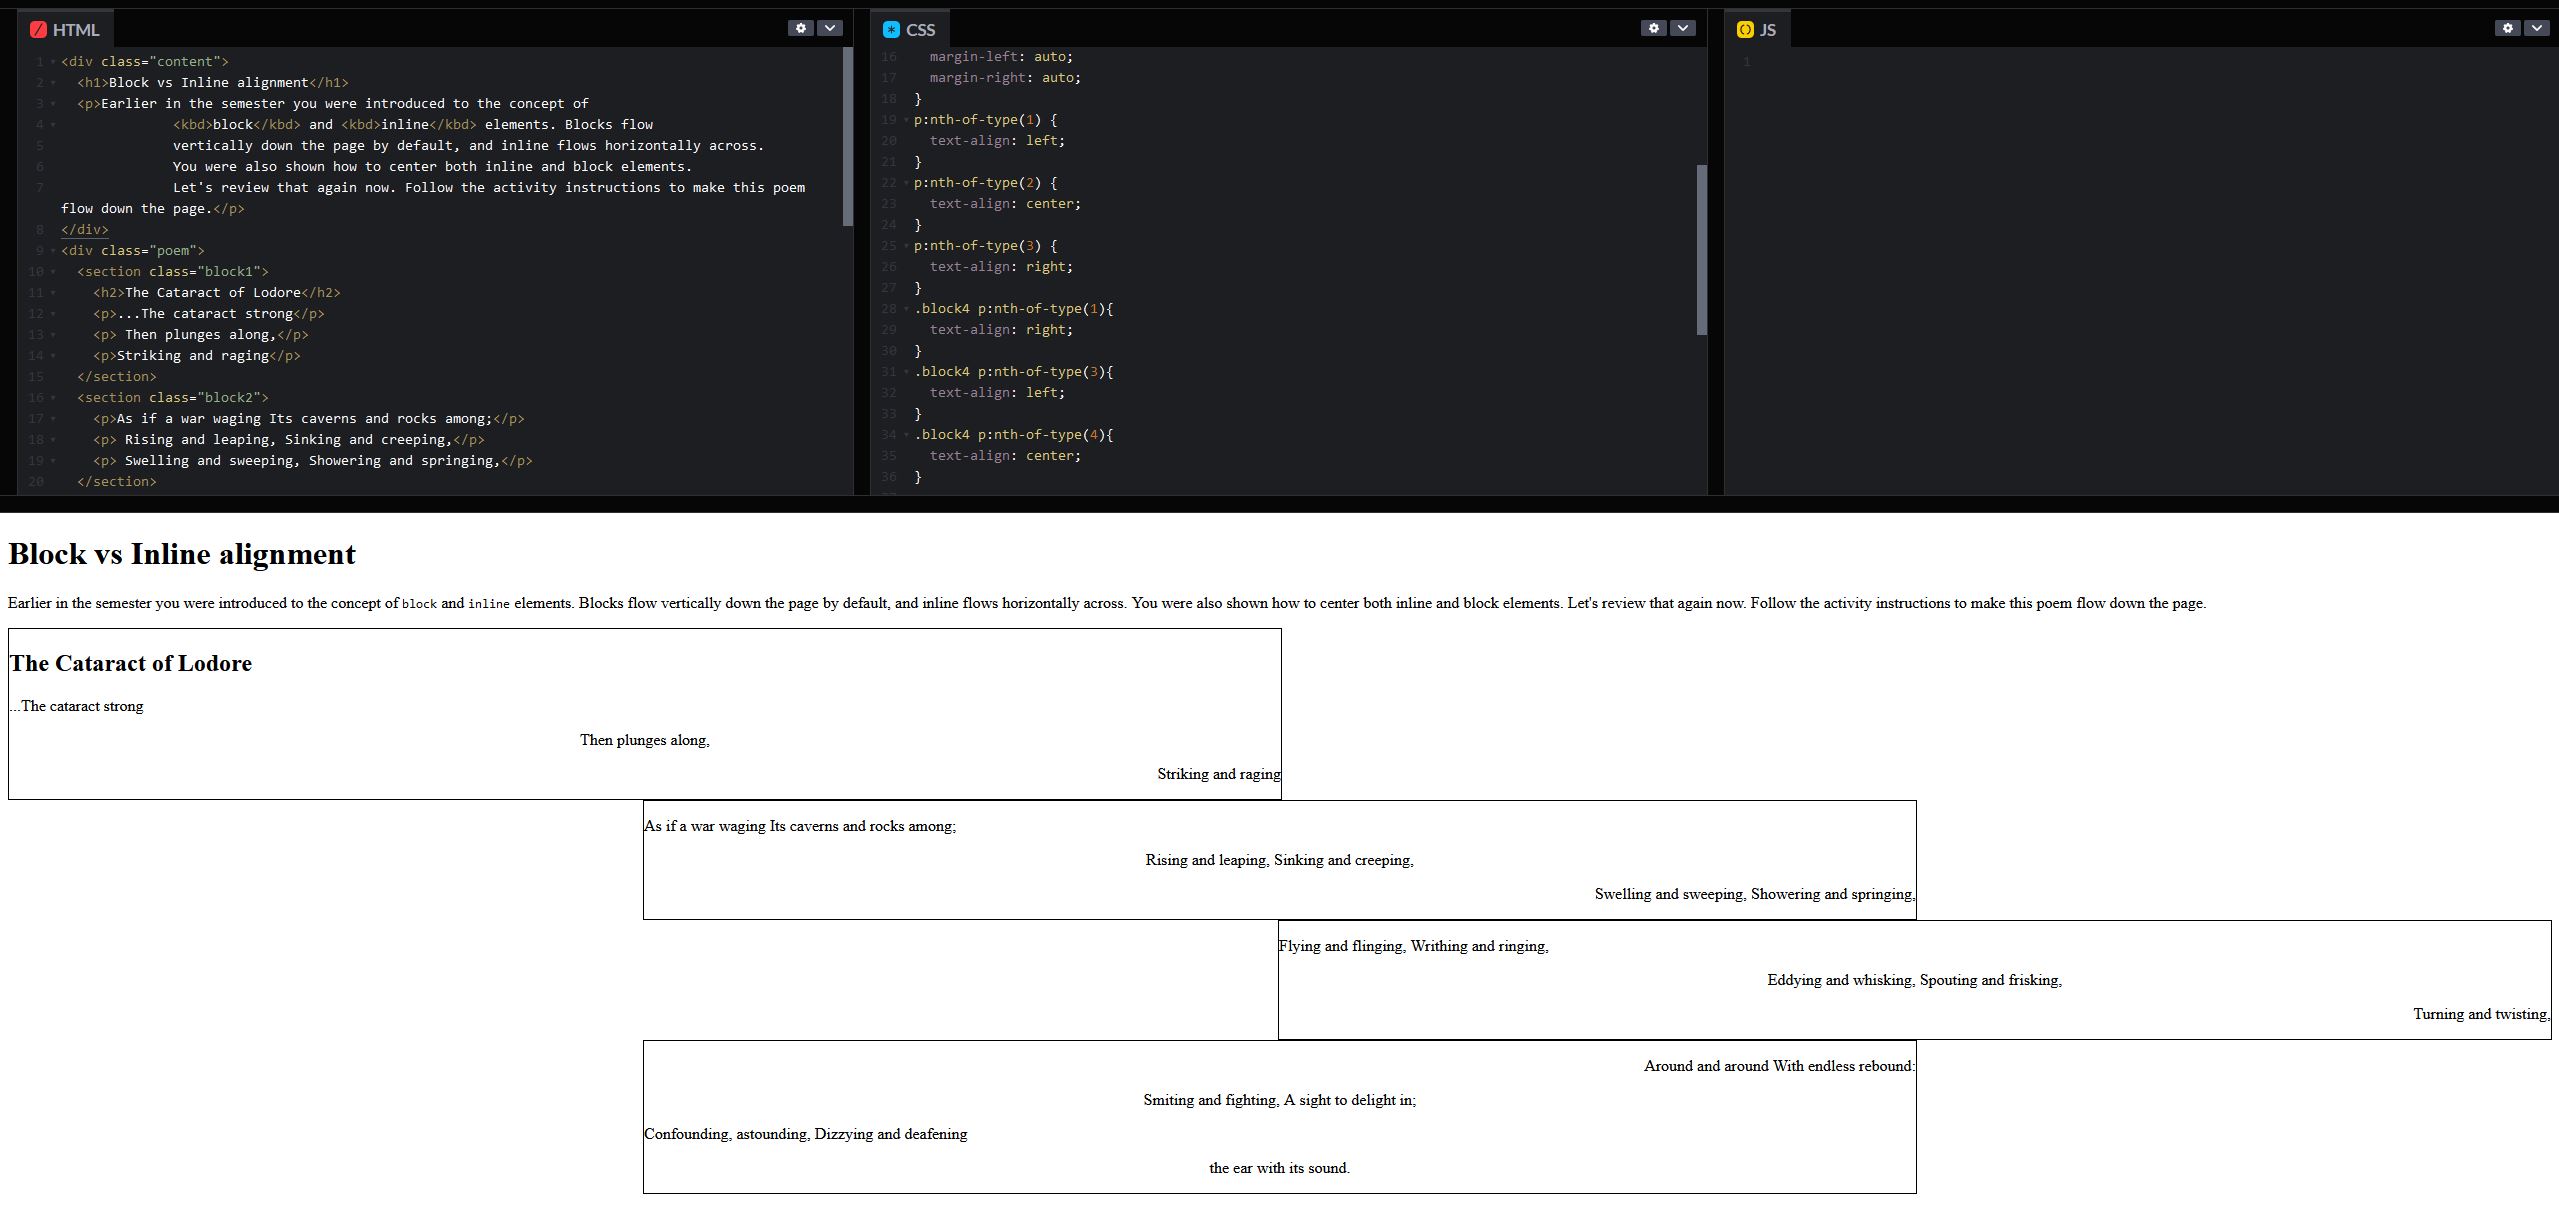 HTML
1 <div class="content">
2 <h1>Block vs Inline alignment</h1>
3 <p>Earlier in the semester you were introduced to the concept of
4 <kbd>block</kbd> and <kbd>inline</kbd> elements. Blocks flow
5 vertically down the page by default, and inline flows horizontally across.
6 You were also shown how to center both inline and block elements.
7 Let's review that again now. Follow the activity instructions to make this poem
flow down the page.</p>
8 </div>
9 <div class="poem">
10 <section class="block1">
11 <h2>The Cataract of Lodore</h2>
12 <p>...The cataract strong</p>
13 <p> Then plunges along,</p>
14 <p>Striking and raging</p>
15 </section>
16 <section class="block2">
17 <p>As if a war waging Its caverns and rocks among;</p>
18 <p> Rising and leaping, Sinking and creeping,</p>
19 <p> Swelling and sweeping, Showering and springing,</p>
20 </section>
CSS
16 margin-left: auto;
17 margin-right: auto;
18 }
19 p:nth-of-type(1) {
20 text-align: left;
21 }
22 p:nth-of-type(2) {
23 text-align: center;
24 }
25 p:nth-of-type(3) {
26 text-align: right;
27 }
28 .block4 p:nth-of-type(1){
29 text-align: right;
30 }
31 .block4 p:nth-of-type(3){
32 text-align: left;
33 }
34 .block4 p:nth-of-type(4){
35 text-align: center;
36 }
JS
1
Block vs Inline alignment
Earlier in the semester you were introduced to the concept of block and inline elements. Blocks flow vertically down the page by default, and inline flows horizontally across. You were also shown how to center both inline and block elements. Let's review that again now. Follow the activity instructions to make this poem flow down the page.
The Cataract of Lodore
...The cataract strong
Then plunges along,
Striking and raging
As if a war waging Its caverns and rocks among;
Rising and leaping, Sinking and creeping,
Swelling and sweeping, Showering and springing,
Flying and flinging, Writhing and ringing,
Eddying and whisking, Spouting and frisking,
Turning and twisting,
Around and around With endless rebound:
Smiting and fighting, A sight to delight in;
Confounding, astounding, Dizzying and deafening
the ear with its sound.